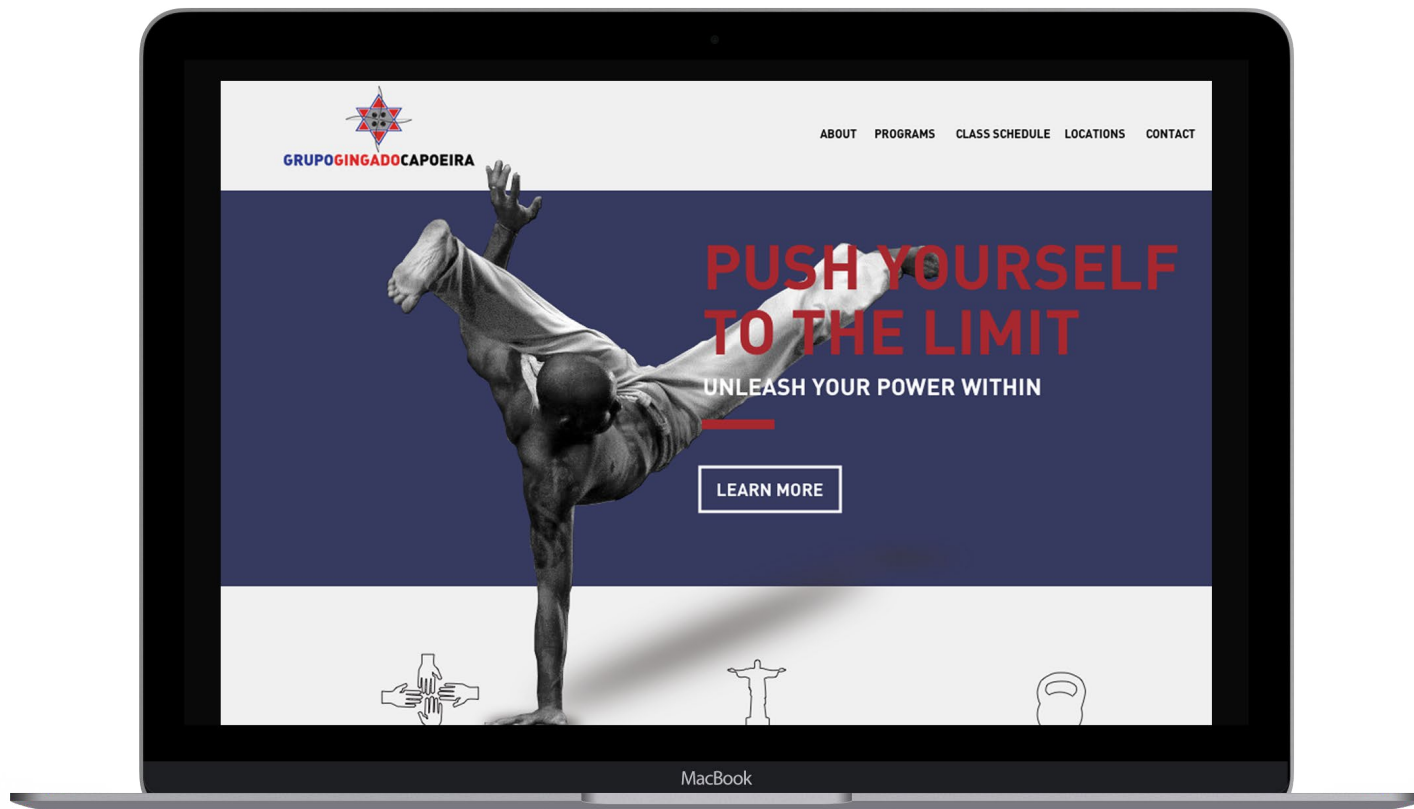 GRUPOGINGADOCAPOEIRA
ABOUT PROGRAMS CLASS SCHEDULE LOCATIONS CONTACT
PUSH YOURSELF
TO THE LIMIT
UNLEASH YOUR POWER WITHIN
LEARN MORE
MacBook